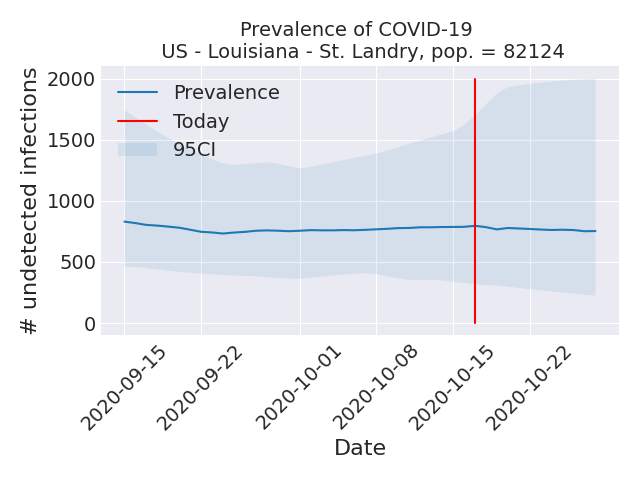 Prevalence of COVID-19
US - Louisiana - St. Landry, pop. = 82124
# undetected infections
2000
1500
1000
500
0
Prevalence
Today
95CI
2020-09-15
2020-09-22
2020-10-01
2020-10-08
2020-10-15
2020-10-22
Date